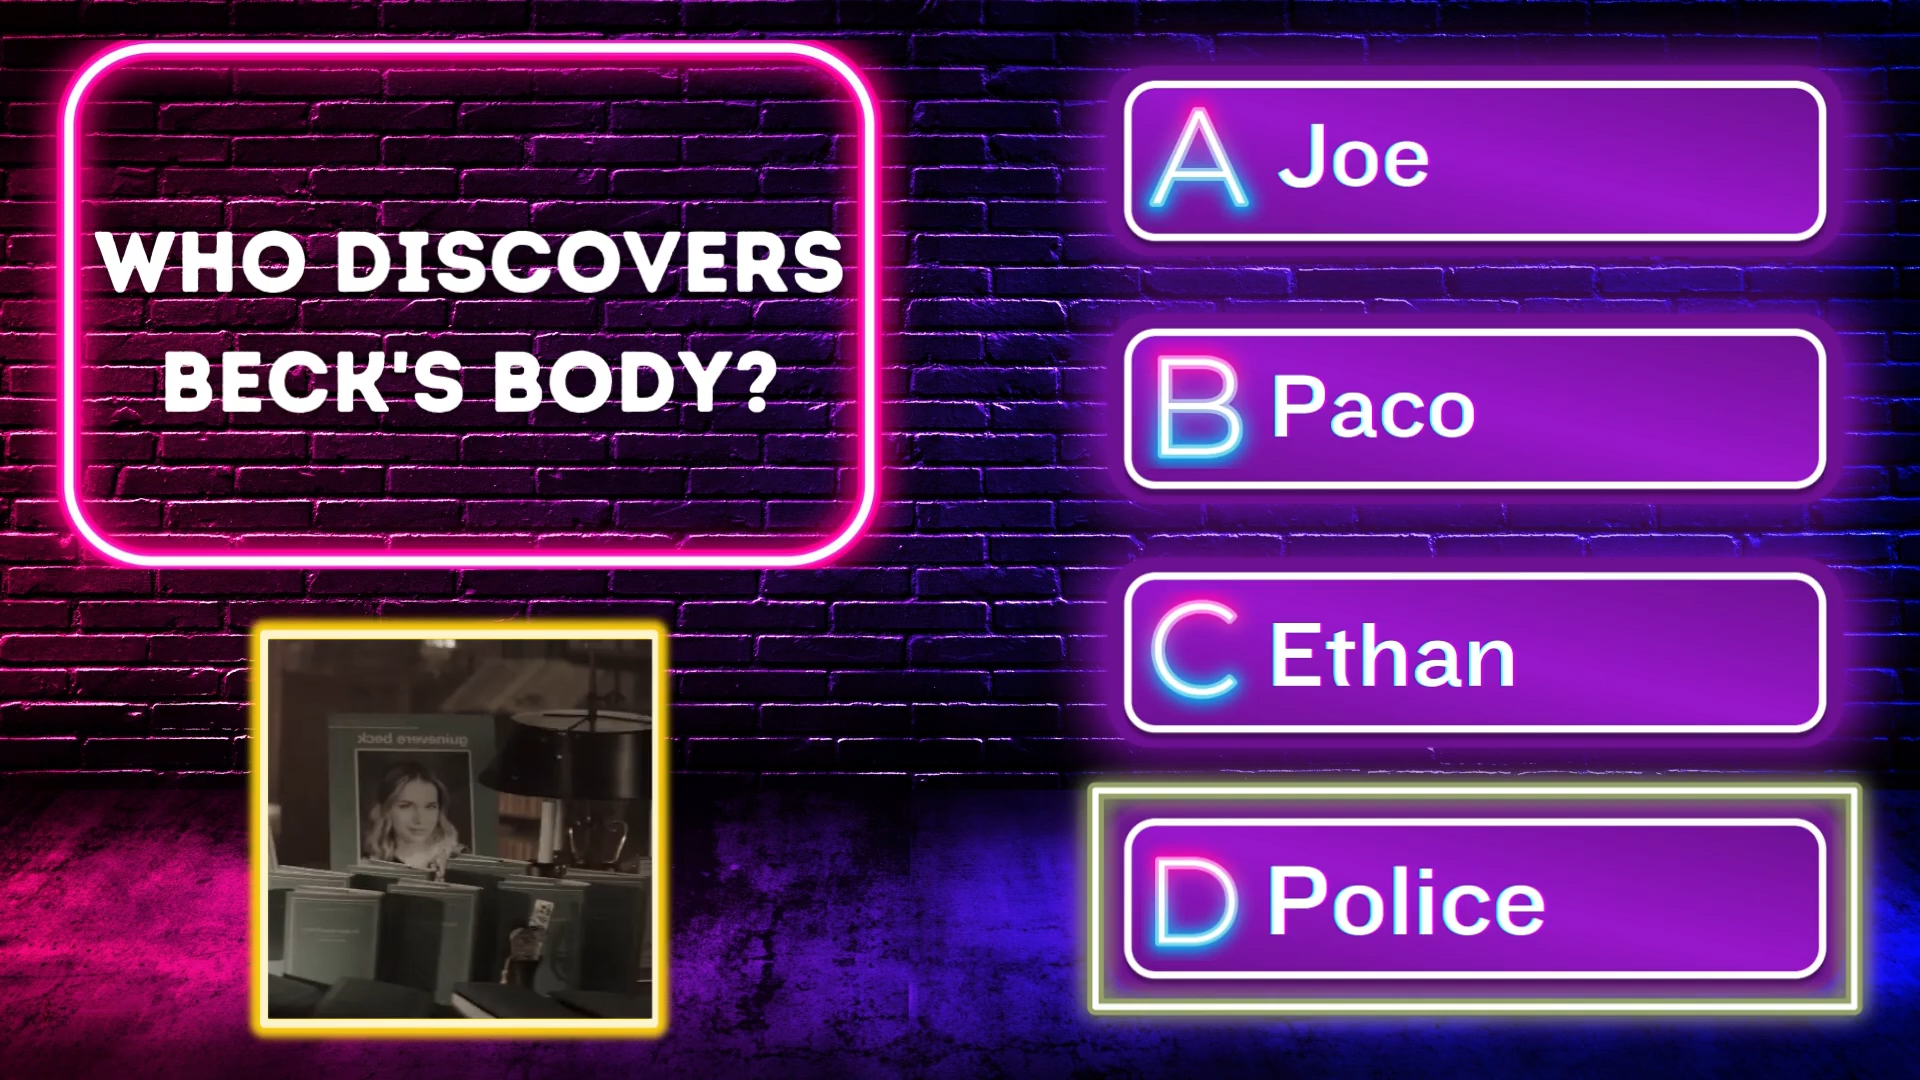 WHO DISCOVERS
BECK'S BODY?
A Joe
B Paco
C Ethan
D Police
guinevere beck